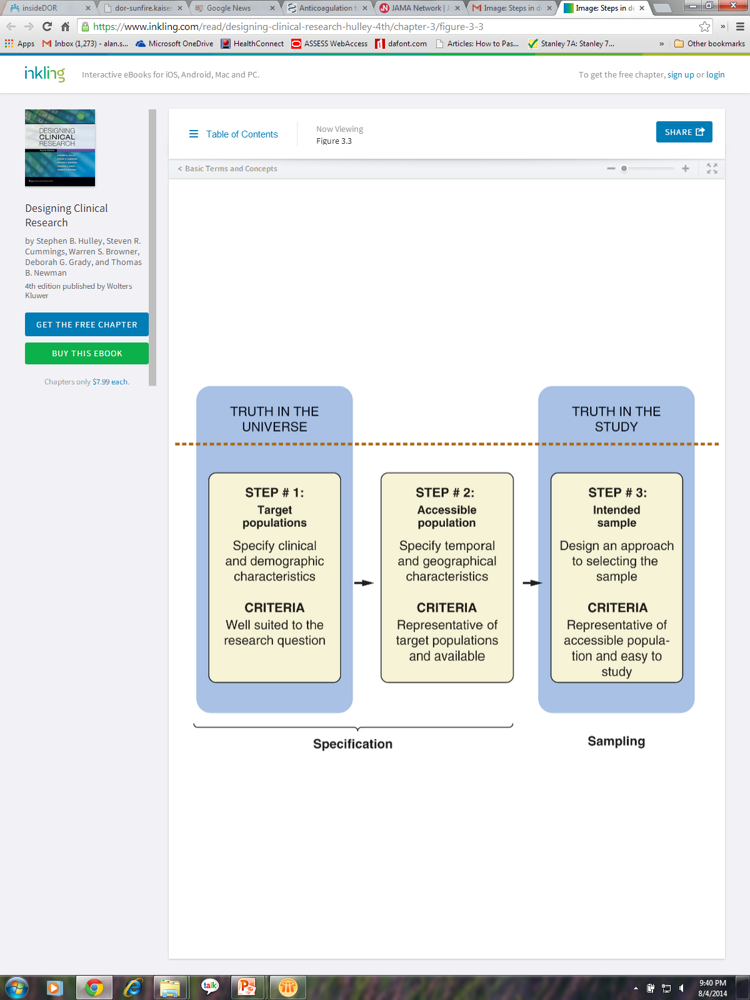 insideDOR
dor-sunfire.kaiser
Google News
Anticoagulation t
JAMA Network | J
Image: Steps in de
Image: Steps in de
https://www.inkling.com/read/designing-clinical-research-hulley-4th/chapter-3/figure-3-3
»
Apps
Inbox (1,273) - alan.s...
Microsoft OneDrive
HealthConnect
ASSESS WebAccess
dafont.com
Articles: How to Pas...
Stanley 7A: Stanley 7...
»
Other bookmarks
inkling
Interactive eBooks for iOS, Android, Mac and PC.
To get the free chapter, sign up or login
DESIGNING
CLINICAL
RESEARCH
Designing Clinical
Research
by Stephen B. Hulley, Steven R.
Cummings, Warren S. Browner,
Deborah G. Grady, and Thomas
B. Newman
4th edition published by Wolters
Kluwer
GET THE FREE CHAPTER
BUY THIS EBOOK
Chapters only $7.99 each.
Table of Contents
Now Viewing
Figure 3.3
SHARE
< Basic Terms and Concepts
TRUTH IN THE
UNIVERSE
TRUTH IN THE
STUDY
STEP # 1:
Target
populations
Specify clinical
and demographic
characteristics
CRITERIA
Well suited to the
research question
STEP # 2:
Accessible
population
Specify temporal
and geographical
characteristics
CRITERIA
Representative of
target populations
and available
STEP # 3:
Intended
sample
Design an approach
to selecting the
sample
CRITERIA
Representative of
accessible popula-
tion and easy to
study
Specification
Sampling
talk
9:40 PM
8/4/2014